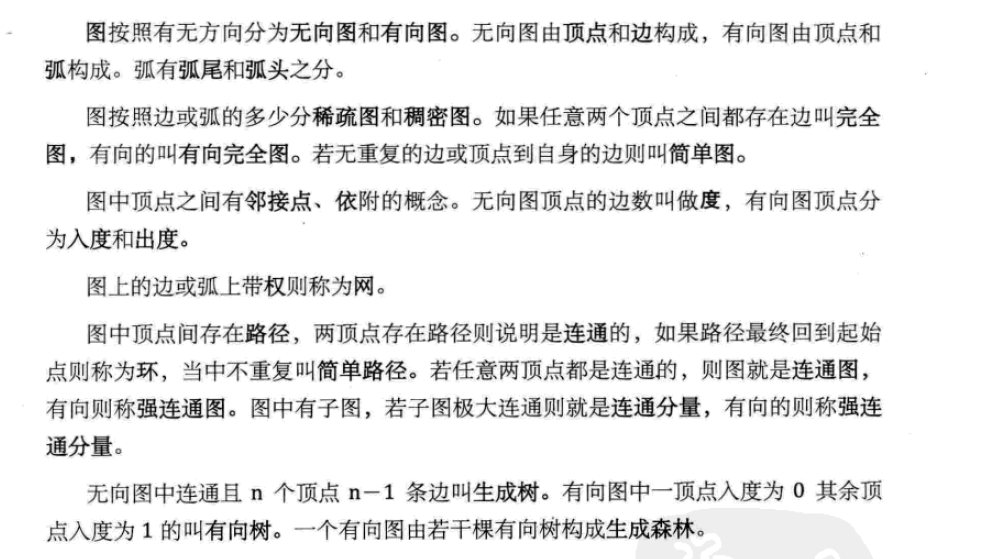 图按照有无方向分为无向图和有向图。无向图由顶点和边构成，有向图由顶点和
弧构成。弧有弧尾和弧头之分。
图按照边或弧的多少分稀疏图和稠密图。如果任意两个顶点之间都存在边叫完全
图，有向的叫有向完全图。若无重复的边或顶点到自身的边则叫简单图。
图中顶点之间有邻接点、依附的概念。无向图顶点的边数叫做度，有向图顶点分
为入度和出度。
图上的边或弧上带权则称为网。
图中顶点间存在路径，两顶点存在路径则说明是连通的，如果路径最终回到起始
点则称为环，当中不重复叫简单路径。若任意两顶点都是连通的，则图就是连通图，
有向则称强连通图。图中有子图，若子图极大连通则就是连通分量，有向的则称强连
通分量。
无向图中连通且 n 个顶点 n－1 条边叫生成树。有向图中一顶点入度为 0 其余顶
点入度为 1 的叫有向树。一个有向图由若干棵有向树构成生成森林。